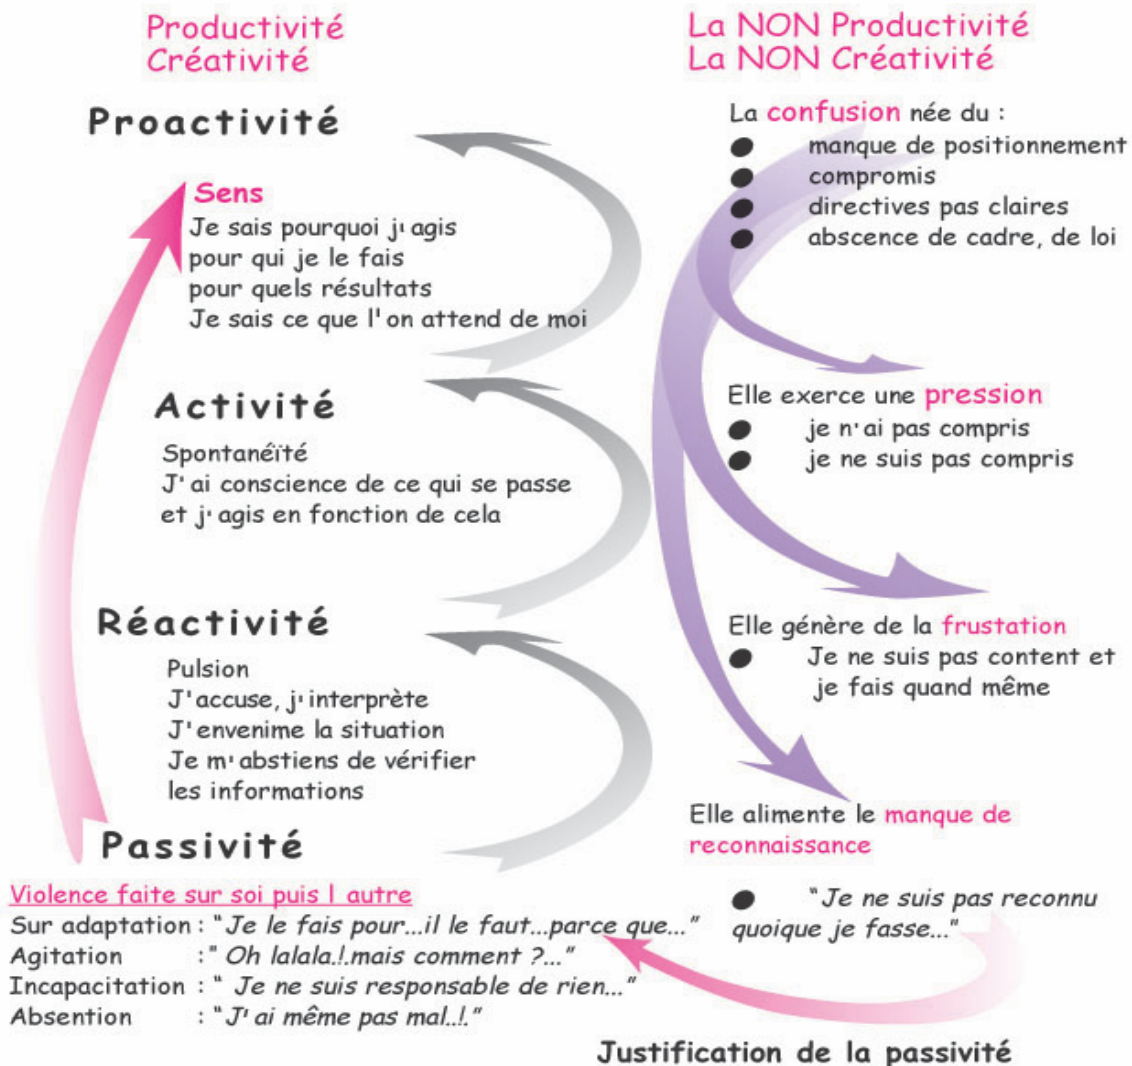 Productivité
Créativité
Proactivité
Sens
Je sais pourquoi j'agis
pour qui je le fais
pour quels résultats
Je sais ce que l'on attend de moi
Activité
Spontanéïté
J'ai conscience de ce qui se passe
et j'agis en fonction de cela
Réactivité
Pulsion
J'accuse, j'interprète
J'envenime la situation
Je m'abstiens de vérifier
les informations
Passivité
Violence faite sur soi puis l autre
Sur adaptation : "Je le fais pour...il le faut...parce que..."
Agitation :" Oh lalala.!.mais comment ?..."
Incapacitation : " Je ne suis responsable de rien..."
Absention : "J'ai même pas mal..!."
La NON Productivité
La NON Créativité
La confusion née du :
● manque de positionnement
● compromis
● directives pas claires
● abscence de cadre, de loi
Elle exerce une pression
● je n'ai pas compris
● je ne suis pas compris
Elle génère de la frustation
● Je ne suis pas content et
je fais quand même
Elle alimente le manque de
reconnaissance
● "Je ne suis pas reconnu
quoique je fasse..."
Justification de la passivité